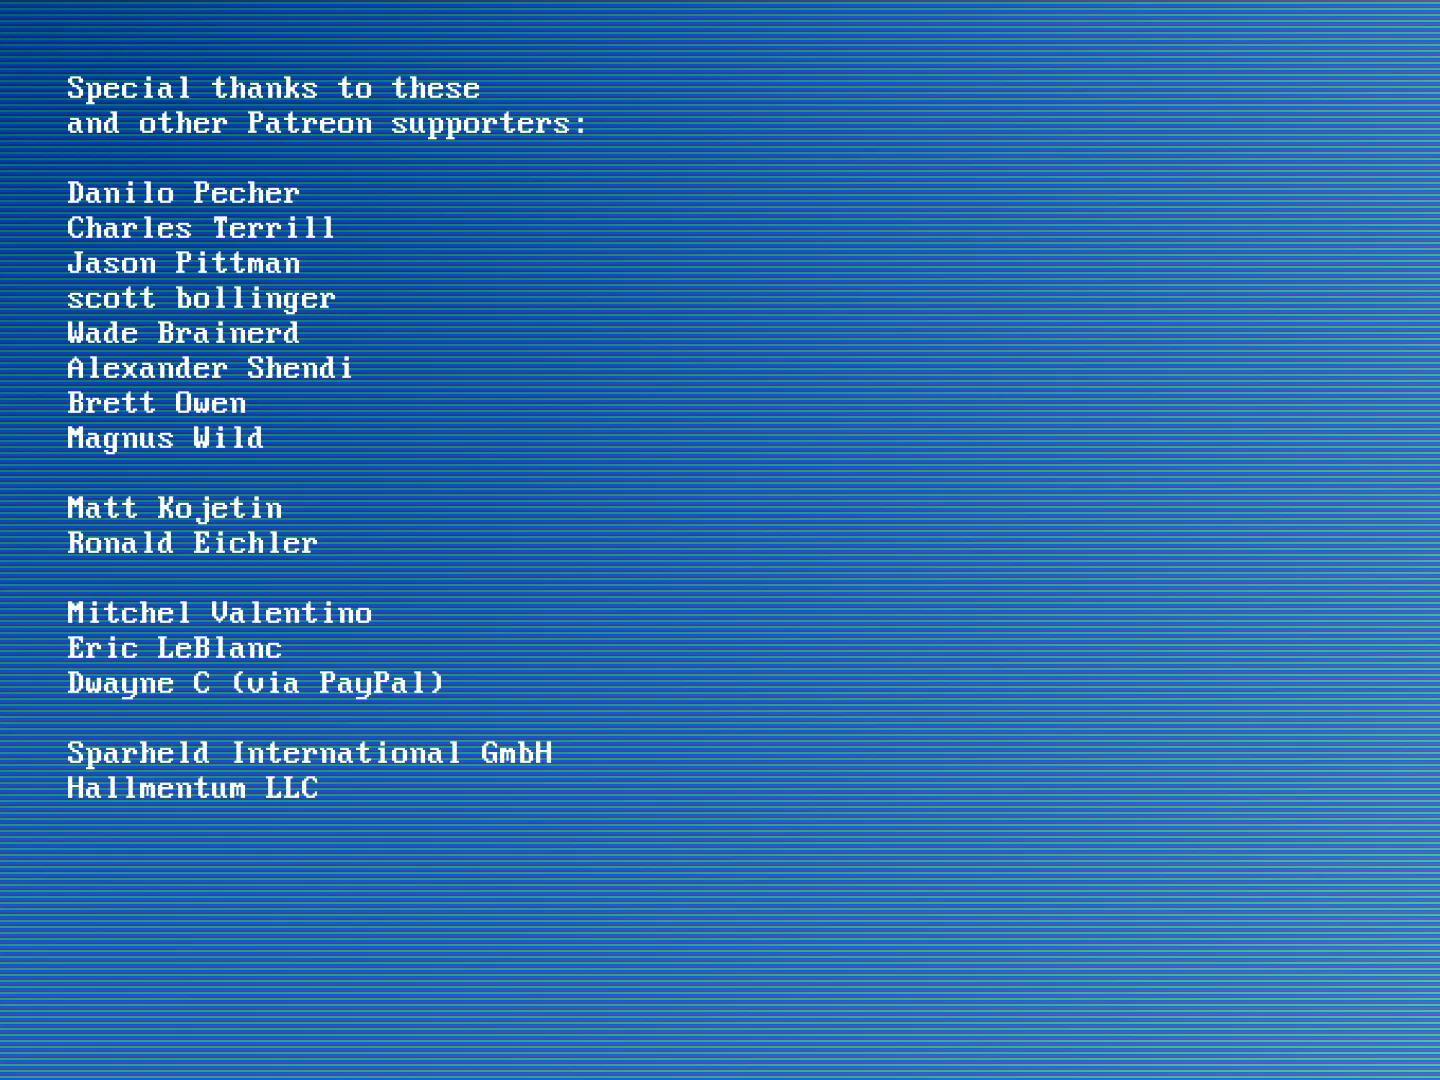 Special thanks to these
and other Patreon supporters:
Danilo Pecher
Charles Terrill
Jason Pittman
scott bollinger
Wade Brainerd
Alexander Shendi
Brett Owen
Magnus Wild
Matt Kojetin
Ronald Eichler
Mitchel Valentino
Eric LeBlanc
Dwayne C (via PayPal)
Sparheld International GmbH
Hallmentum LLC